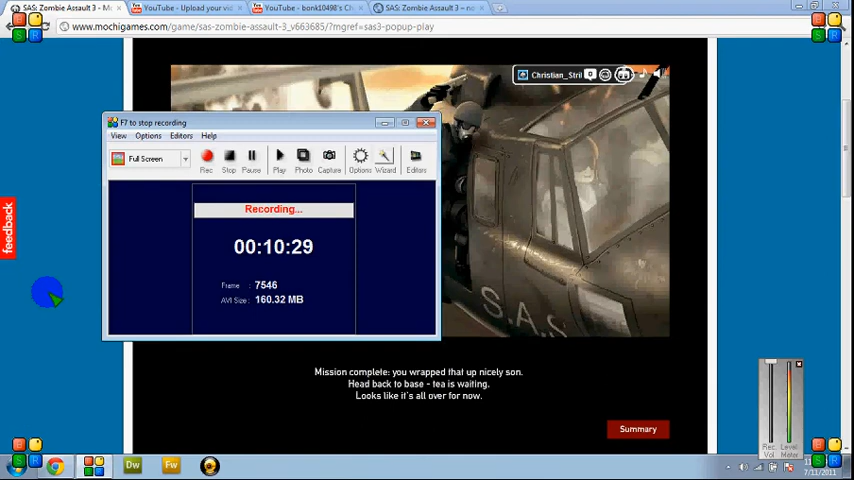 SAS: Zombie Assault 3 - Mo
YouTube - Upload your vi
YouTube - bonk10498's Ch
SAS: Zombie Assault 3 – no
www.mochigames.com/game/sas-zombie-assault-3_v663685/?mgref=sas3-popup-play
B
S R
B
S R
Christian_Stril
F7 to stop recording
View Options Editors Help
Full Screen
Rec Stop Pause Play Photo Capture Options Wizard Editors
Recording...
00:10:29
Frame : 7546
AVI Size : 160.32 MB
feedback
S.A.S
Mission complete: you wrapped that up nicely son.
Head back to base - tea is waiting.
Looks like it's all over for now.
Summary
Rec. Vol
Level Meter
B
S R
B
S R
Dw
Fw
7/11/2011